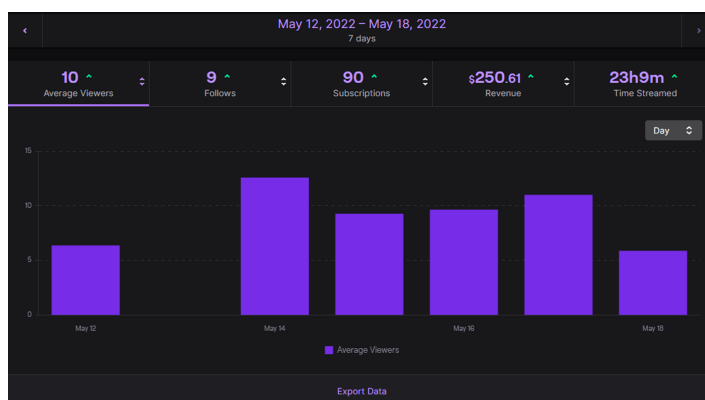 May 12, 2022 – May 18, 2022
7 days
10
Average Viewers
9
Follows
90
Subscriptions
$250.61
Revenue
23h9m
Time Streamed
Day
15
10
5
0
May 12
May 14
May 16
May 18
Average Viewers
Export Data